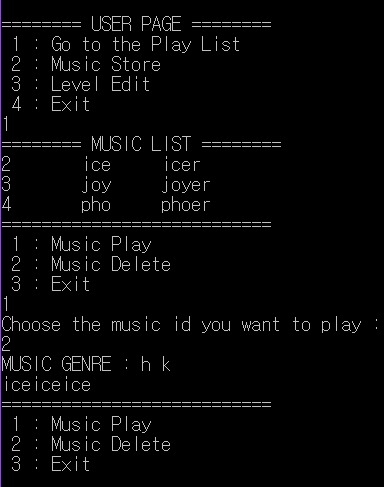 ======== USER PAGE ========
1 : Go to the Play List
2 : Music Store
3 : Level Edit
4 : Exit
1
======== MUSIC LIST ========
2 ice icer
3 joy joyer
4 pho phoer
===========================
1 : Music Play
2 : Music Delete
3 : Exit
1
Choose the music id you want to play :
2
MUSIC GENRE : h k
iceiceice
===========================
1 : Music Play
2 : Music Delete
3 : Exit